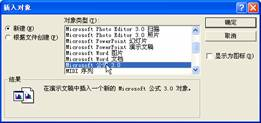 插入对象
对象类型(T):
新建(N)
根据文件创建(F)
Microsoft Photo Editor 3.0 扫描
Microsoft Photo Editor 3.0 照片
Microsoft PowerPoint 幻灯片
Microsoft PowerPoint 演示文稿
Microsoft Word 图片
Microsoft Word 文档
Microsoft 公式 3.0
MIDI 序列
确定
取消
显示为图标(D)
结果
在演示文稿中插入一个新的 Microsoft 公式 3.0 对象。